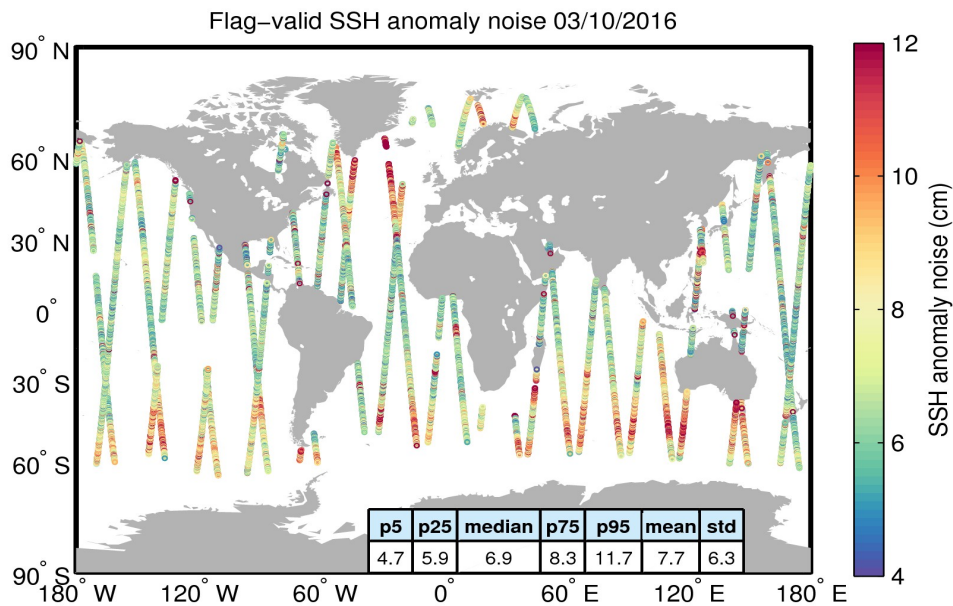 Flag−valid SSH anomaly noise 03/10/2016
90° N
60° N
30° N
0°
30° S
60° S
90° S
180° W
120° W
60° W
0°
60° E
120° E
180° E
p5 p25 median p75 p95 mean std
4.7 5.9 6.9 8.3 11.7 7.7 6.3
12
10
8
6
4
SSH anomaly noise (cm)